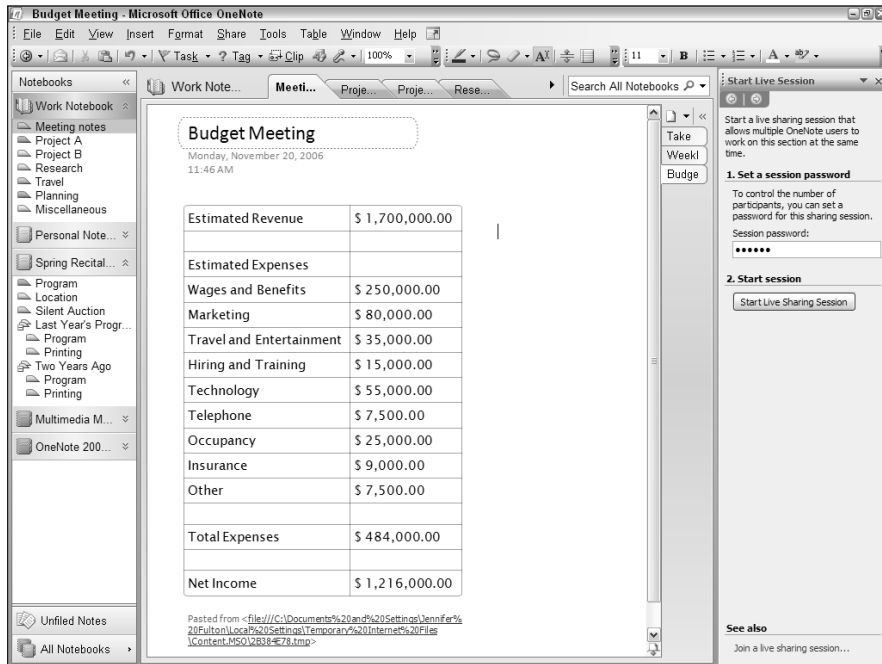 Budget Meeting - Microsoft Office OneNote
File Edit View Insert Format Share Tools Table Window Help
Task ? Tag Clip 100% 11 B A
Notebooks «
Work Notebook
Meeting notes
Project A
Project B
Research
Travel
Planning
Miscellaneous
Personal Note...
Spring Recital...
Program
Location
Silent Auction
Last Year's Progr...
Program
Printing
Two Years Ago
Program
Printing
Multimedia M...
OneNote 200...
Unfiled Notes
All Notebooks
Work Note... Meeti... Proje... Proje... Rese... Search All Notebooks
Budget Meeting
Monday, November 20, 2006
11:46 AM
Estimated Revenue $ 1,700,000.00
Estimated Expenses
Wages and Benefits $ 250,000.00
Marketing $ 80,000.00
Travel and Entertainment $ 35,000.00
Hiring and Training $ 15,000.00
Technology $ 55,000.00
Telephone $ 7,500.00
Occupancy $ 25,000.00
Insurance $ 9,000.00
Other $ 7,500.00
Total Expenses $ 484,000.00
Net Income $ 1,216,000.00
Pasted from <file:///C:\Documents%20and%20Settings\Jennifer%
20Fulton\Local%20Settings\Temporary%20Internet%20Files
\Content.MSO\2B384E78.tmp>
«
Take
Weekl
Budge
Start Live Session
Start a live sharing session that
allows multiple OneNote users to
work on this section at the same
time.
1. Set a session password
To control the number of
participants, you can set a
password for this sharing session.
Session password:
••••••
2. Start session
Start Live Sharing Session
See also
Join a live sharing session...